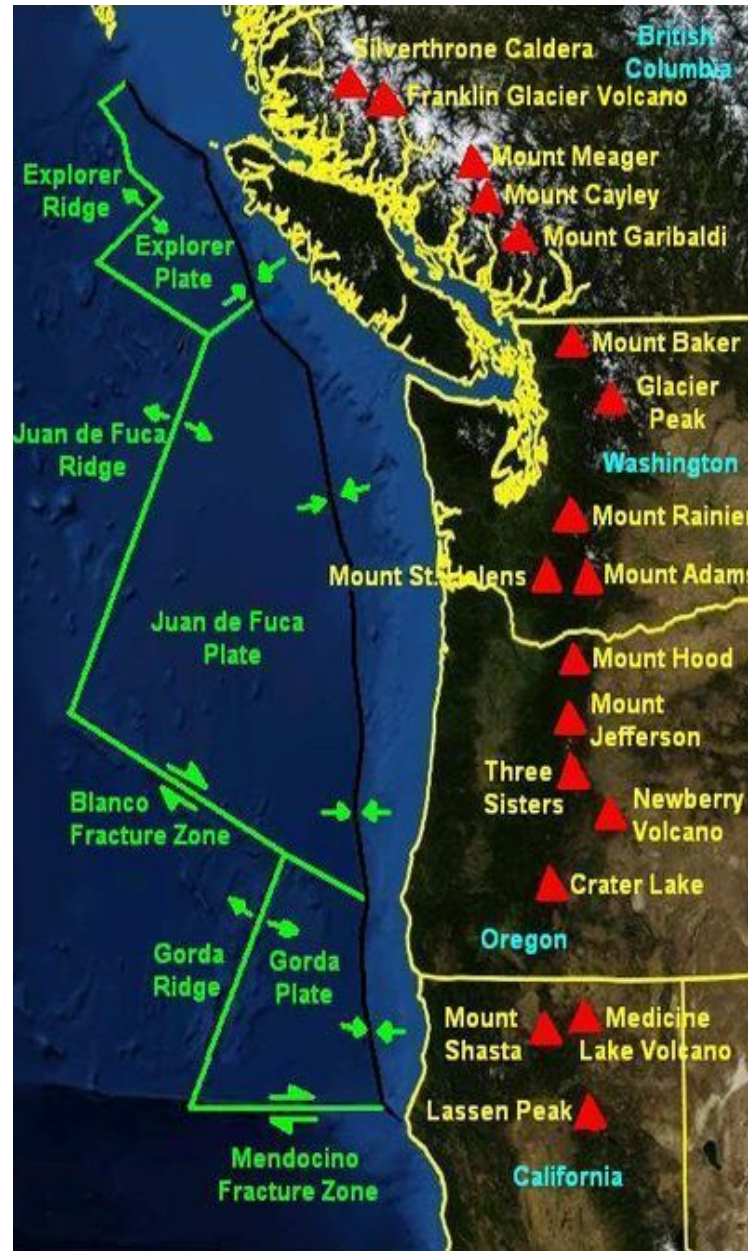 Silverthrone Caldera
British
Columbia
Franklin Glacier Volcano
Mount Meager
Explorer
Ridge
Mount Cayley
Explorer
Plate
Mount Garibaldi
Mount Baker
Glacier
Peak
Juan de Fuca
Ridge
Washington
Mount Rainier
Mount St. Helens
Mount Adams
Juan de Fuca
Plate
Mount Hood
Mount
Jefferson
Three
Sisters
Newberry
Volcano
Blanco
Fracture Zone
Crater Lake
Oregon
Gorda
Ridge
Gorda
Plate
Mount
Shasta
Medicine
Lake Volcano
Lassen Peak
Mendocino
Fracture Zone
California